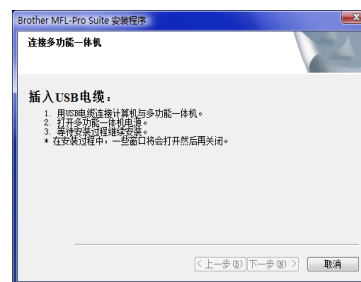 Brother MFL-Pro Suite 安装程序
连接多功能一体机
插入USB电缆：
1. 用USB电缆连接计算机与多功能一体机。
2. 打开多功能一体机电源。
3. 等待安装过程继续安装。
* 在安装过程中，一些窗口将会打开然后再关闭。
< 上一步(B) 下一步(N) > 取消